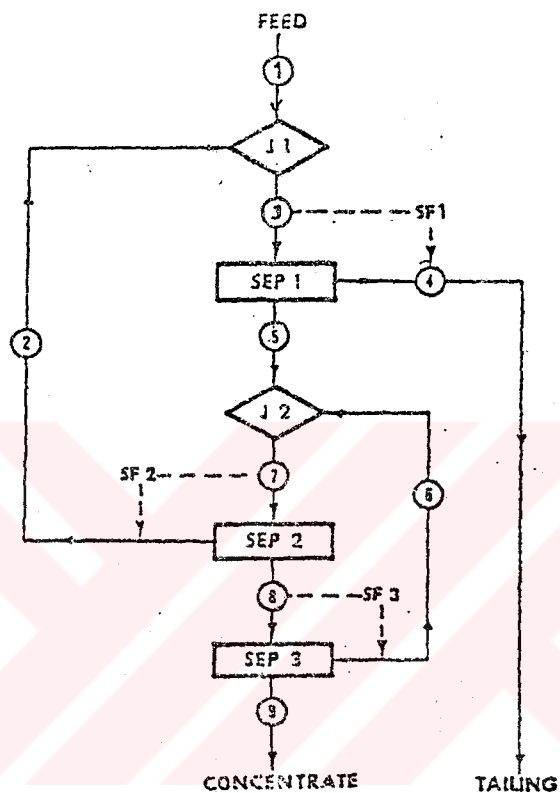 FEED
1
J 1
3
SF1
SEP 1
4
2
5
J 2
SF 2
7
6
SEP 2
8
SF 3
SEP 3
9
CONCENTRATE
TAILING